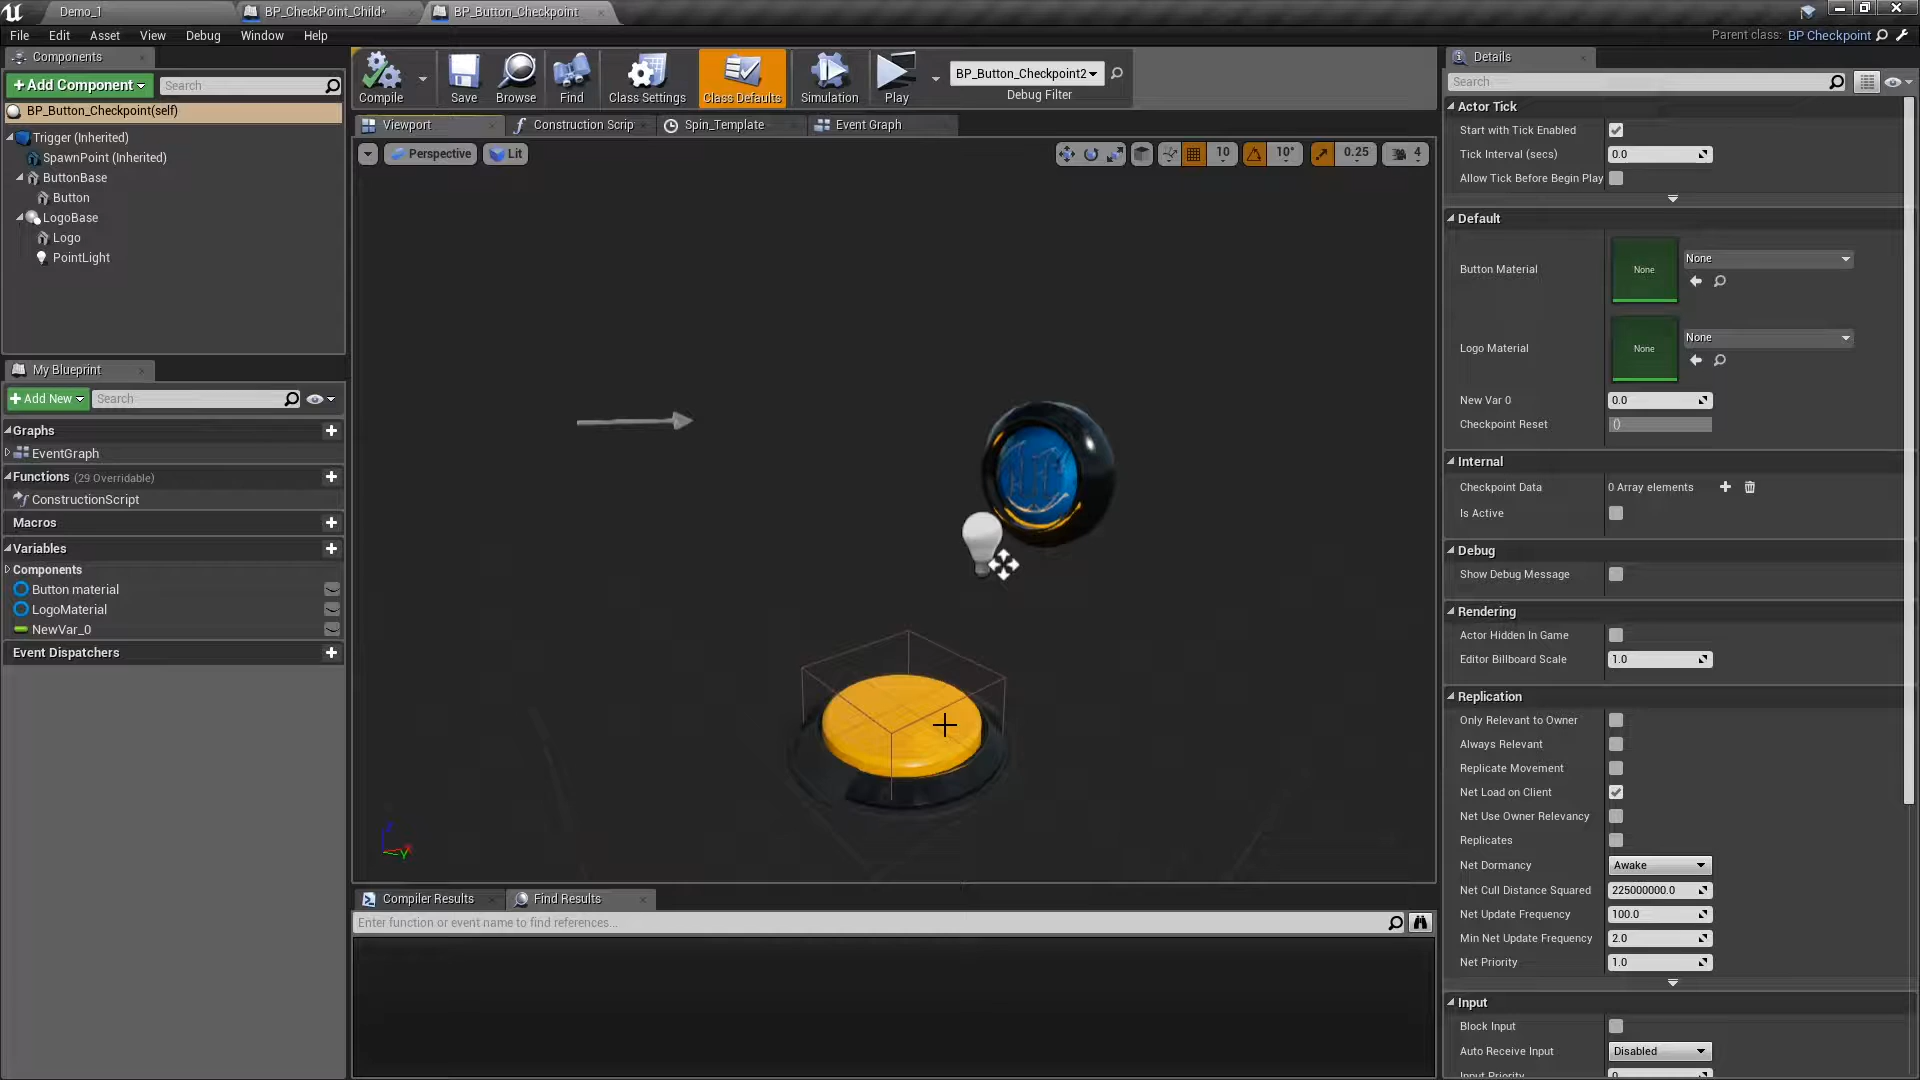 Demo_1
BP_CheckPoint_Child*
BP_Button_Checkpoint
File Edit Asset View Debug Window Help
Parent class: BP Checkpoint
Components
+Add Component
Search
BP_Button_Checkpoint(self)
Trigger (Inherited)
SpawnPoint (Inherited)
ButtonBase
Button
LogoBase
Logo
PointLight
My Blueprint
+Add New
Search
Graphs
EventGraph
Functions (29 Overridable)
ConstructionScript
Macros
Variables
Components
Button material
LogoMaterial
NewVar_0
Event Dispatchers
Compile
Save
Browse
Find
Class Settings
Class Defaults
Simulation
Play
BP_Button_Checkpoint2
Debug Filter
Viewport
Construction Scrip
Spin_Template
Event Graph
Perspective
Lit
10
10°
0.25
4
Compiler Results
Find Results
Enter function or event name to find references...
Details
Search
Actor Tick
Start with Tick Enabled
Tick Interval (secs) 0.0
Allow Tick Before Begin Play
Default
Button Material None None
Logo Material None None
New Var 0 0.0
Checkpoint Reset ()
Internal
Checkpoint Data 0 Array elements
Is Active
Debug
Show Debug Message
Rendering
Actor Hidden In Game
Editor Billboard Scale 1.0
Replication
Only Relevant to Owner
Always Relevant
Replicate Movement
Net Load on Client
Net Use Owner Relevancy
Replicates
Net Dormancy Awake
Net Cull Distance Squared 225000000.0
Net Update Frequency 100.0
Min Net Update Frequency 2.0
Net Priority 1.0
Input
Block Input
Auto Receive Input Disabled
Input Priority 0